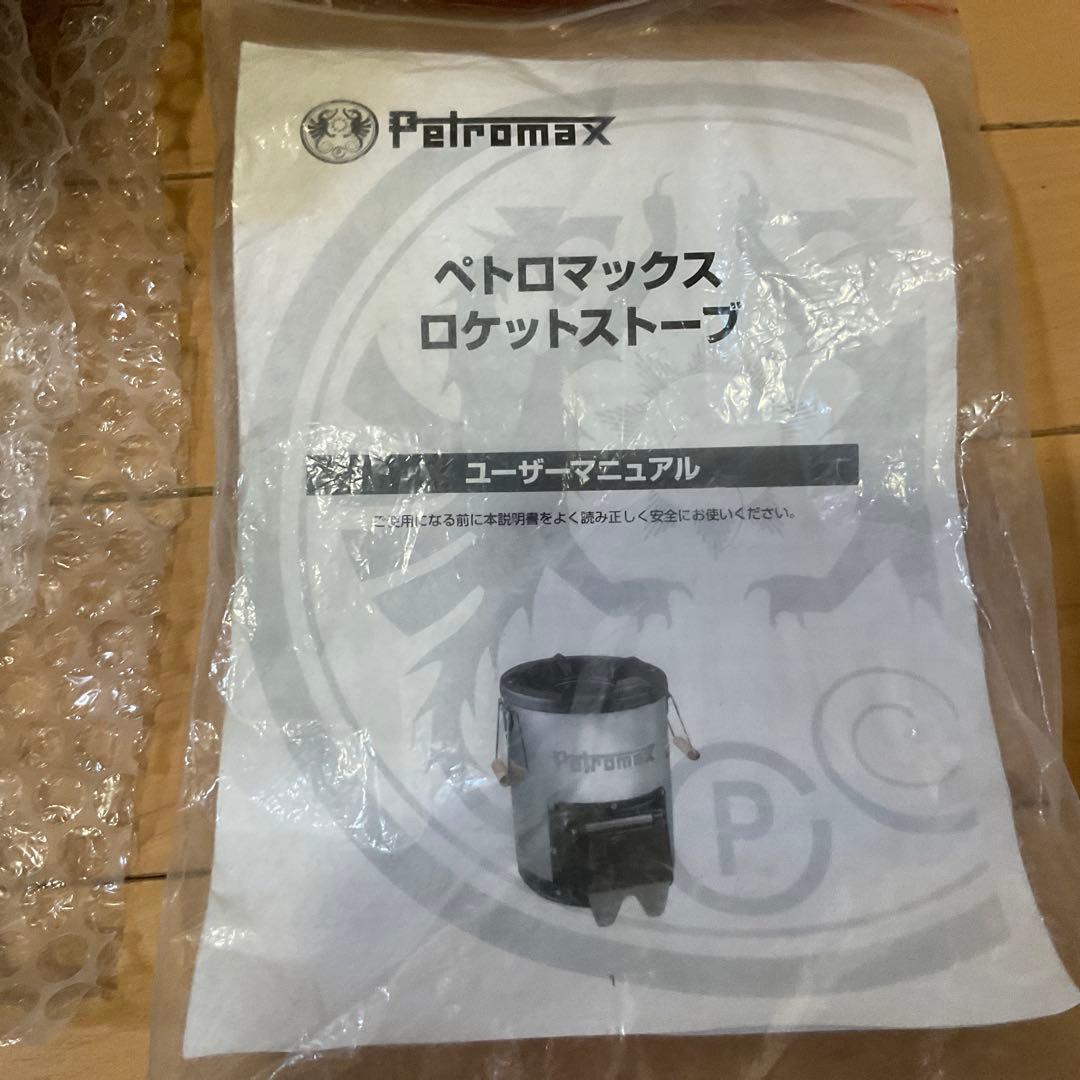 Petromax
ペトロマックス
ロケットストーブ
ユーザーマニュアル
ご使用になる前に本説明書をよく読み正しく安全にお使いください。
Petromax
C
P
1